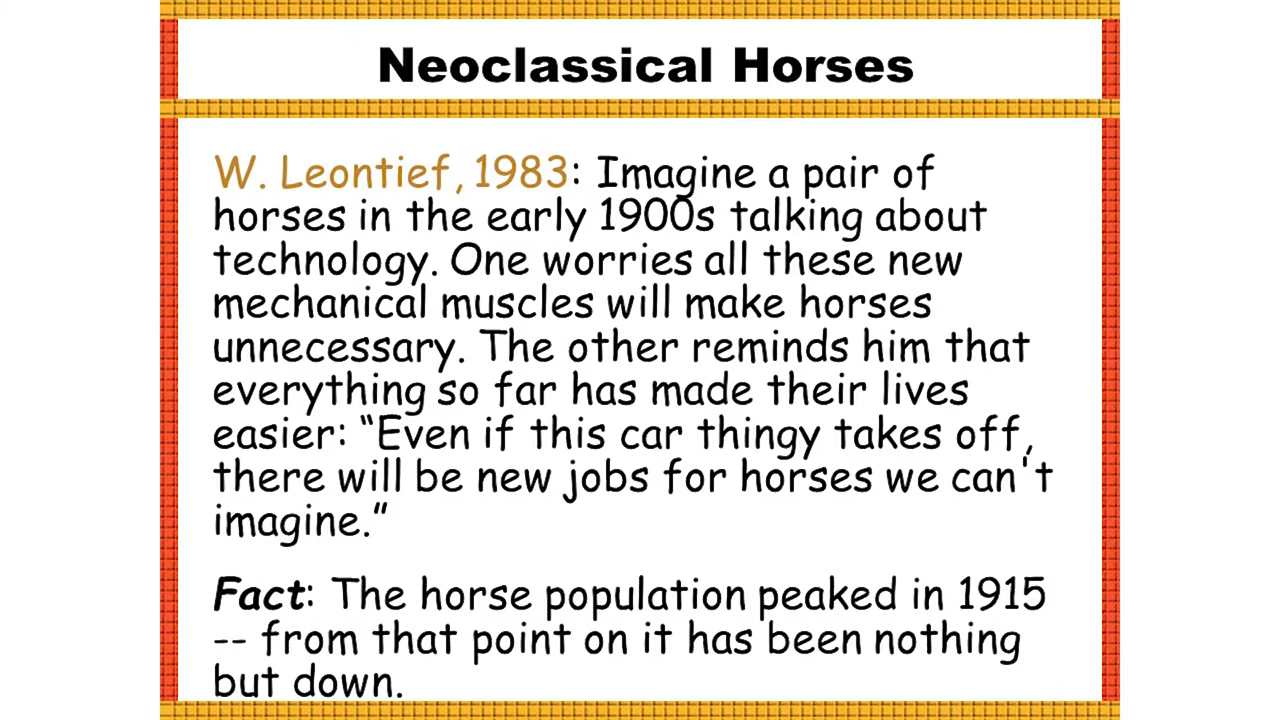 Neoclassical Horses
W. Leontief, 1983: Imagine a pair of
horses in the early 1900s talking about
technology. One worries all these new
mechanical muscles will make horses
unnecessary. The other reminds him that
everything so far has made their lives
easier: “Even if this car thingy takes off,
there will be new jobs for horses we can't
imagine.”
Fact: The horse population peaked in 1915
-- from that point on it has been nothing
but down.